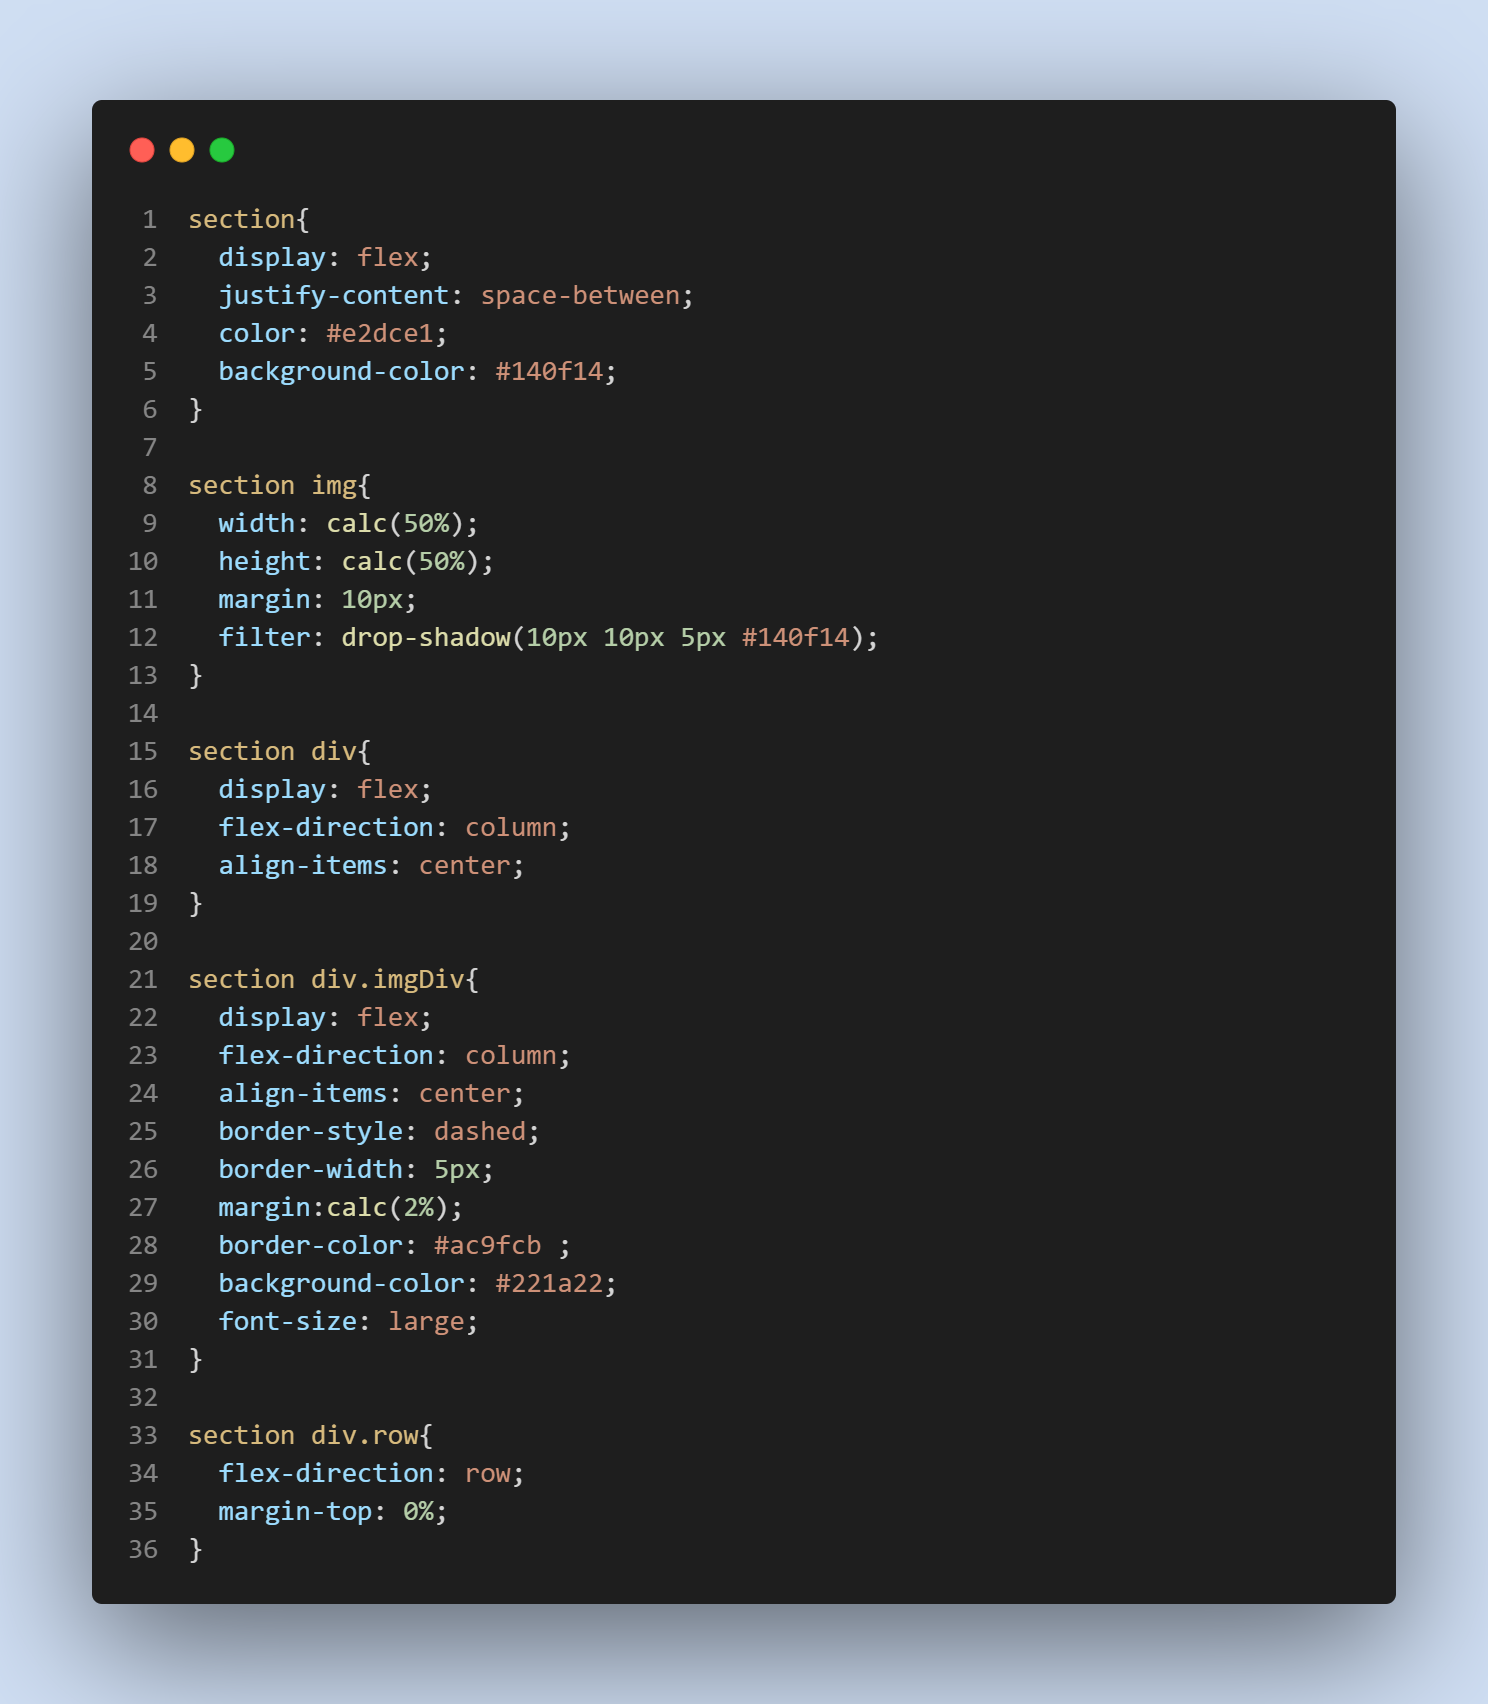 1 section{
2   display: flex;
3   justify-content: space-between;
4   color: #e2dce1;
5   background-color: #140f14;
6 }
7
8 section img{
9   width: calc(50%);
10   height: calc(50%);
11   margin: 10px;
12   filter: drop-shadow(10px 10px 5px #140f14);
13 }
14
15 section div{
16   display: flex;
17   flex-direction: column;
18   align-items: center;
19 }
20
21 section div.imgDiv{
22   display: flex;
23   flex-direction: column;
24   align-items: center;
25   border-style: dashed;
26   border-width: 5px;
27   margin:calc(2%);
28   border-color: #ac9fcb ;
29   background-color: #221a22;
30   font-size: large;
31 }
32
33 section div.row{
34   flex-direction: row;
35   margin-top: 0%;
36 }